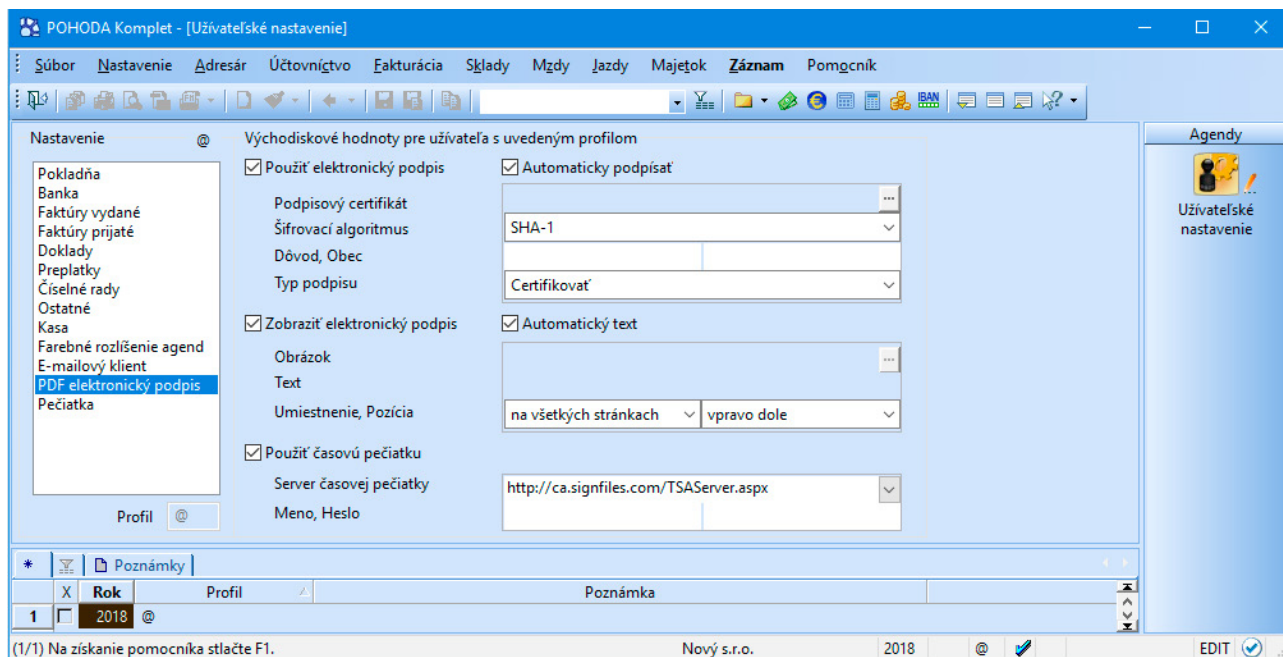 POHODA Komplet - [Užívateľské nastavenie]
Súbor Nastavenie Adresár Účtovníctvo Fakturácia Sklady Mzdy Jazdy Majetok Záznam Pomocník
IBAN
Nastavenie @
Pokladňa
Banka
Faktúry vydané
Faktúry prijaté
Doklady
Preplatky
Číselné rady
Ostatné
Kasa
Farebné rozlíšenie agend
E-mailový klient
PDF elektronický podpis
Pečiatka
Profil @
Východiskové hodnoty pre užívateľa s uvedeným profilom
Použiť elektronický podpis Automaticky podpísať
Podpisový certifikát ...
Šifrovací algoritmus SHA-1
Dôvod, Obec
Typ podpisu Certifikovať
Zobraziť elektronický podpis Automatický text
Obrázok ...
Text
Umiestnenie, Pozícia na všetkých stránkach vpravo dole
Použiť časovú pečiatku
Server časovej pečiatky http://ca.signfiles.com/TSAServer.aspx
Meno, Heslo
Agendy
Užívateľské
nastavenie
* Poznámky
X Rok Profil Poznámka
1 2018 @
(1/1) Na získanie pomocníka stlačte F1. Nový s.r.o. 2018 @ EDIT